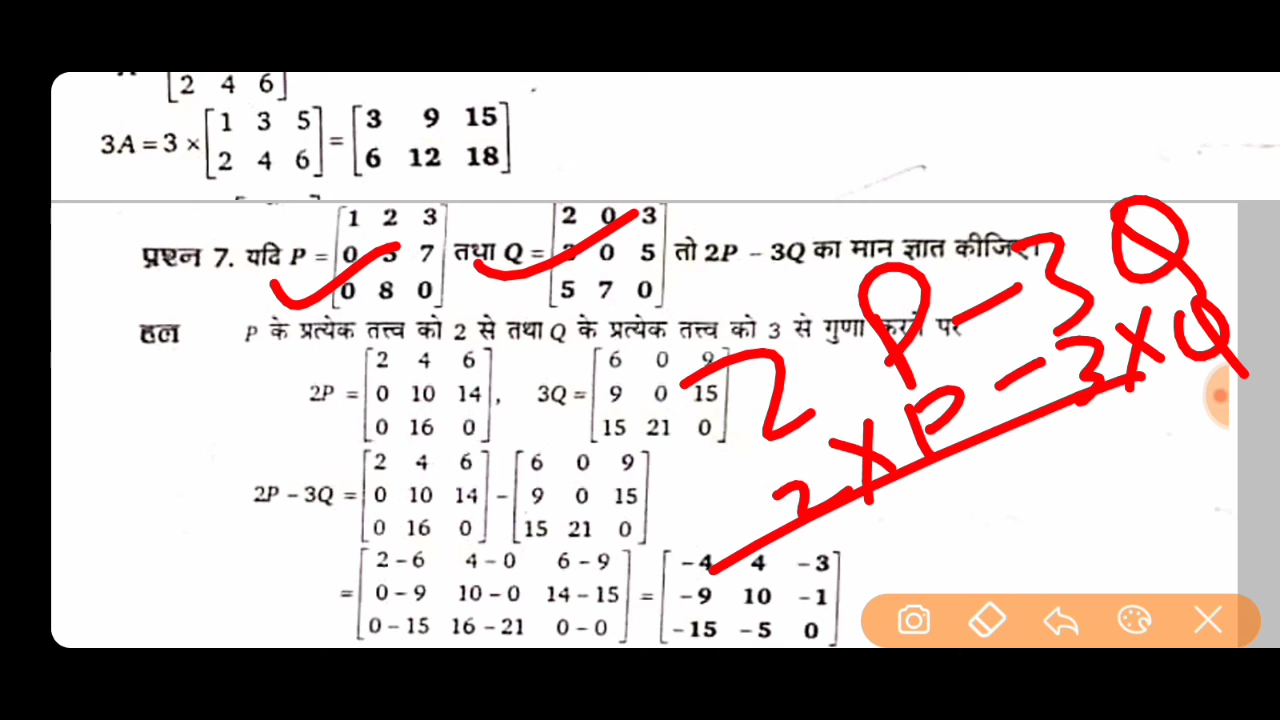 [2 4 6]
3A = 3 × [1 3 5] = [3 9 15]
[2 4 6] [6 12 18]
[1 2 3] [2 0 3]
प्रश्न 7. यदि P = [0 5 7] तथा Q = [0 5] तो 2P – 3Q का मान ज्ञात कीजिए।
[0 8 0] [5 7 0]
हल P के प्रत्येक तत्त्व को 2 से तथा Q के प्रत्येक तत्त्व को 3 से गुणा करने पर
[2 4 6] [6 0 9]
2P = [0 10 14], 3Q = [9 0 15]
[0 16 0] [15 21 0]
[2 4 6] [6 0 9]
2P – 3Q = [0 10 14] – [9 0 15]
[0 16 0] [15 21 0]
[2 – 6 4 – 0 6 – 9] [– 4 4 – 3]
= [0 – 9 10 – 0 14 – 15] = [– 9 10 – 1]
[0 – 15 16 – 21 0 – 0] [– 15 – 5 0]
2 P – 3 Q
2 × P – 3 × Q